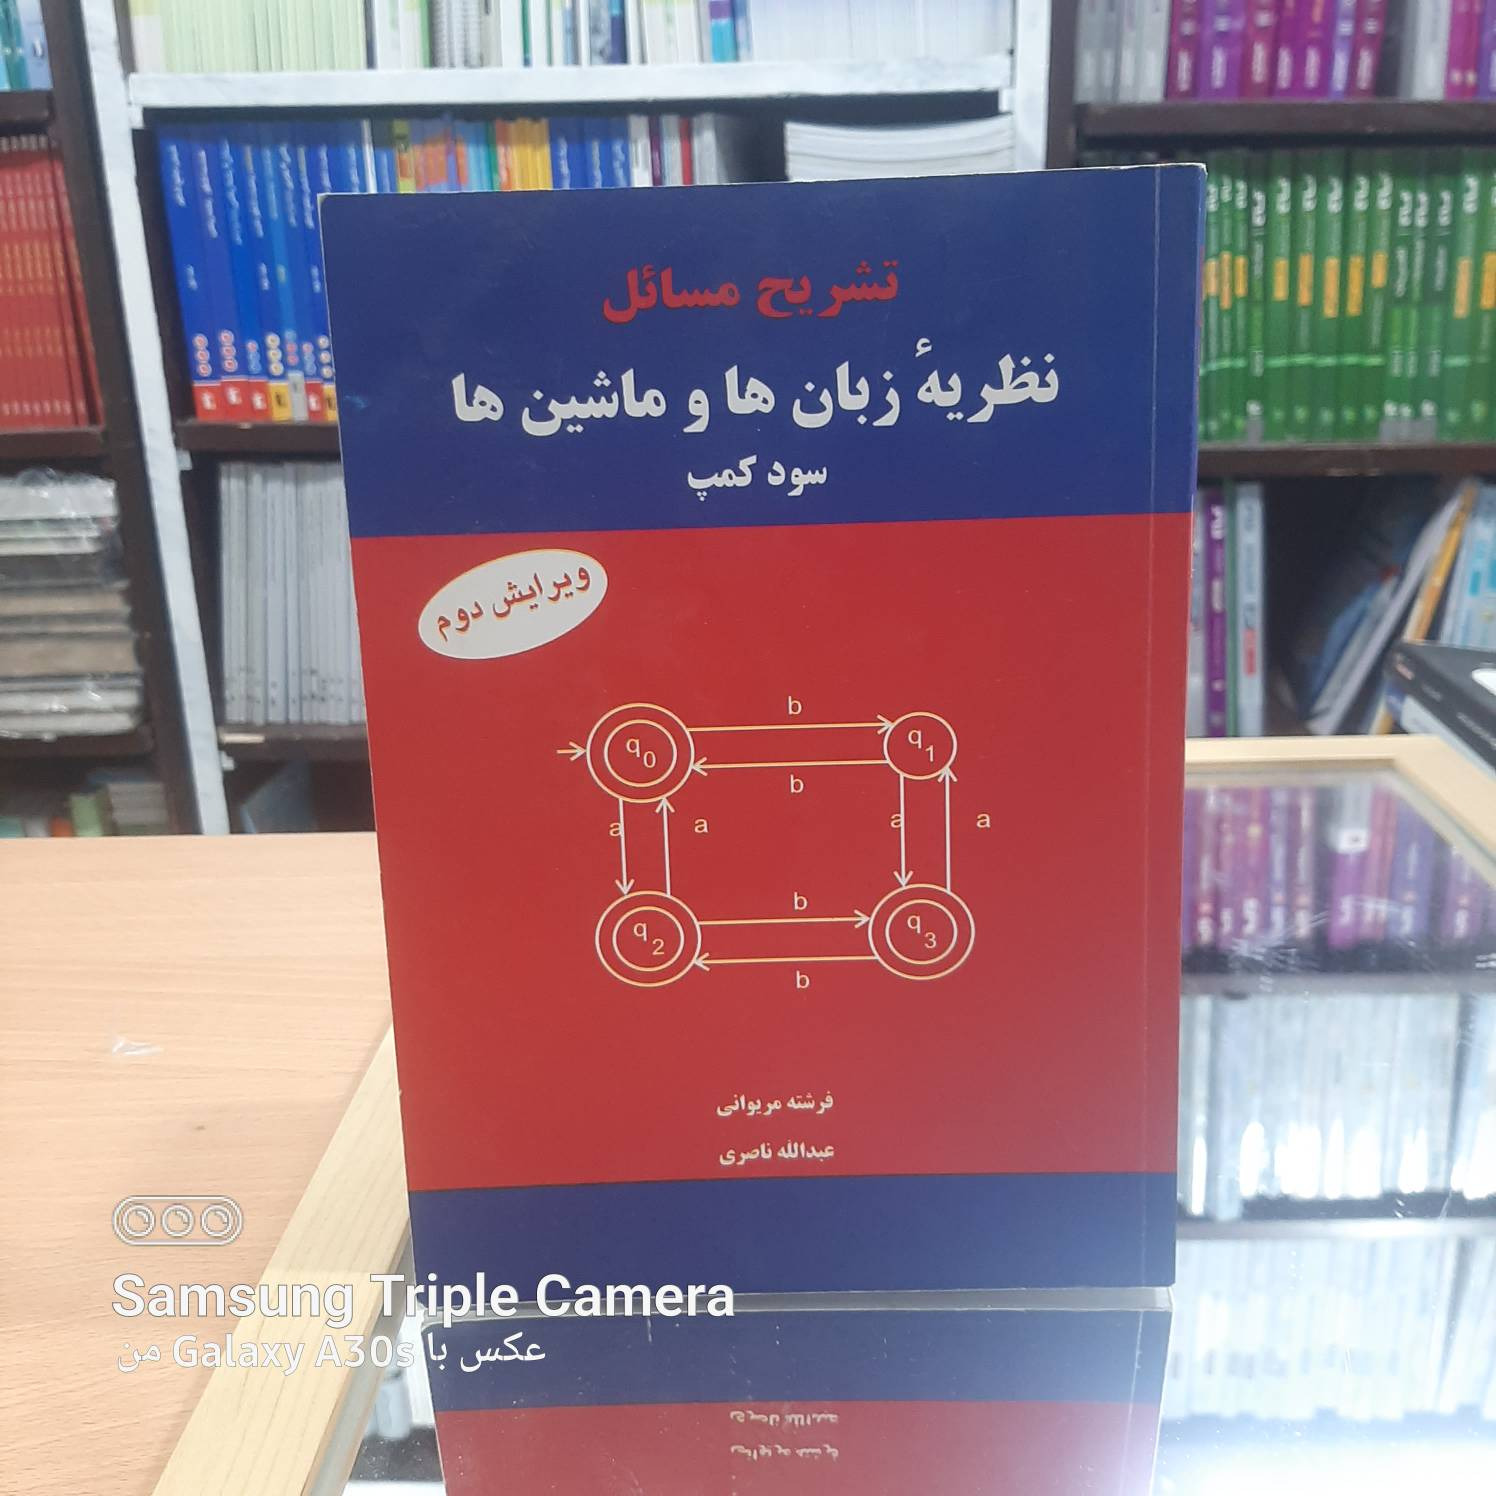 تشریح مسائل
نظریهٔ زبان ها و ماشین ها
سود کمپ
ویرایش دوم
b
q0
q1
b
a
a
a
a
b
q2
q3
b
فرشته مریوانی
عبدالله ناصری
Samsung Triple Camera
عکس با Galaxy A30s من